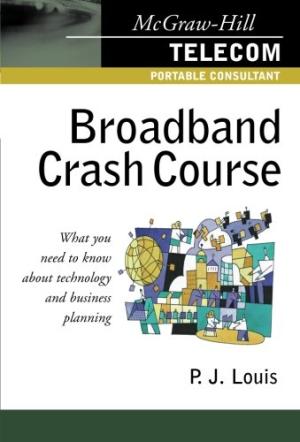 McGraw-Hill
TELECOM
PORTABLE CONSULTANT
Broadband
Crash Course
What you
need to know
about technology
and business
planning
P. J. Louis